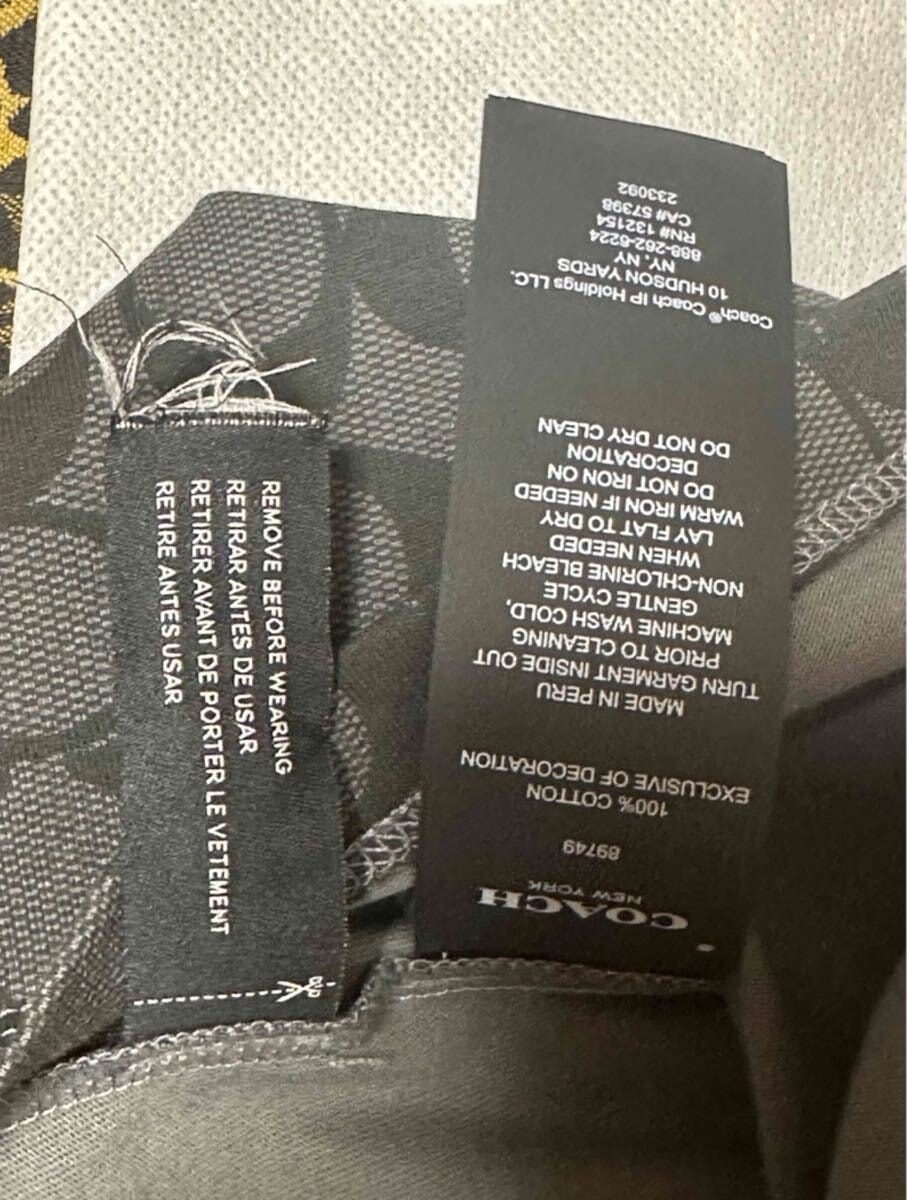 REMOVE BEFORE WEARING
RETIRAR ANTES DE USAR
RETIRER AVANT DE PORTER LE VETEMENT
RETIRE ANTES USAR
COACH
NEW YORK
89749
100% COTTON
EXCLUSIVE OF DECORATION
MADE IN PERU
TURN GARMENT INSIDE OUT
PRIOR TO CLEANING
MACHINE WASH COLD,
GENTLE CYCLE
NON-CHLORINE BLEACH
WHEN NEEDED
LAY FLAT TO DRY
WARM IRON IF NEEDED
DO NOT IRON ON
DECORATION
DO NOT DRY CLEAN
Coach® Coach IP Holdings LLC.
10 HUDSON YARDS
NY, NY
888-262-6224
RN# 132154
CA# 57398
233092